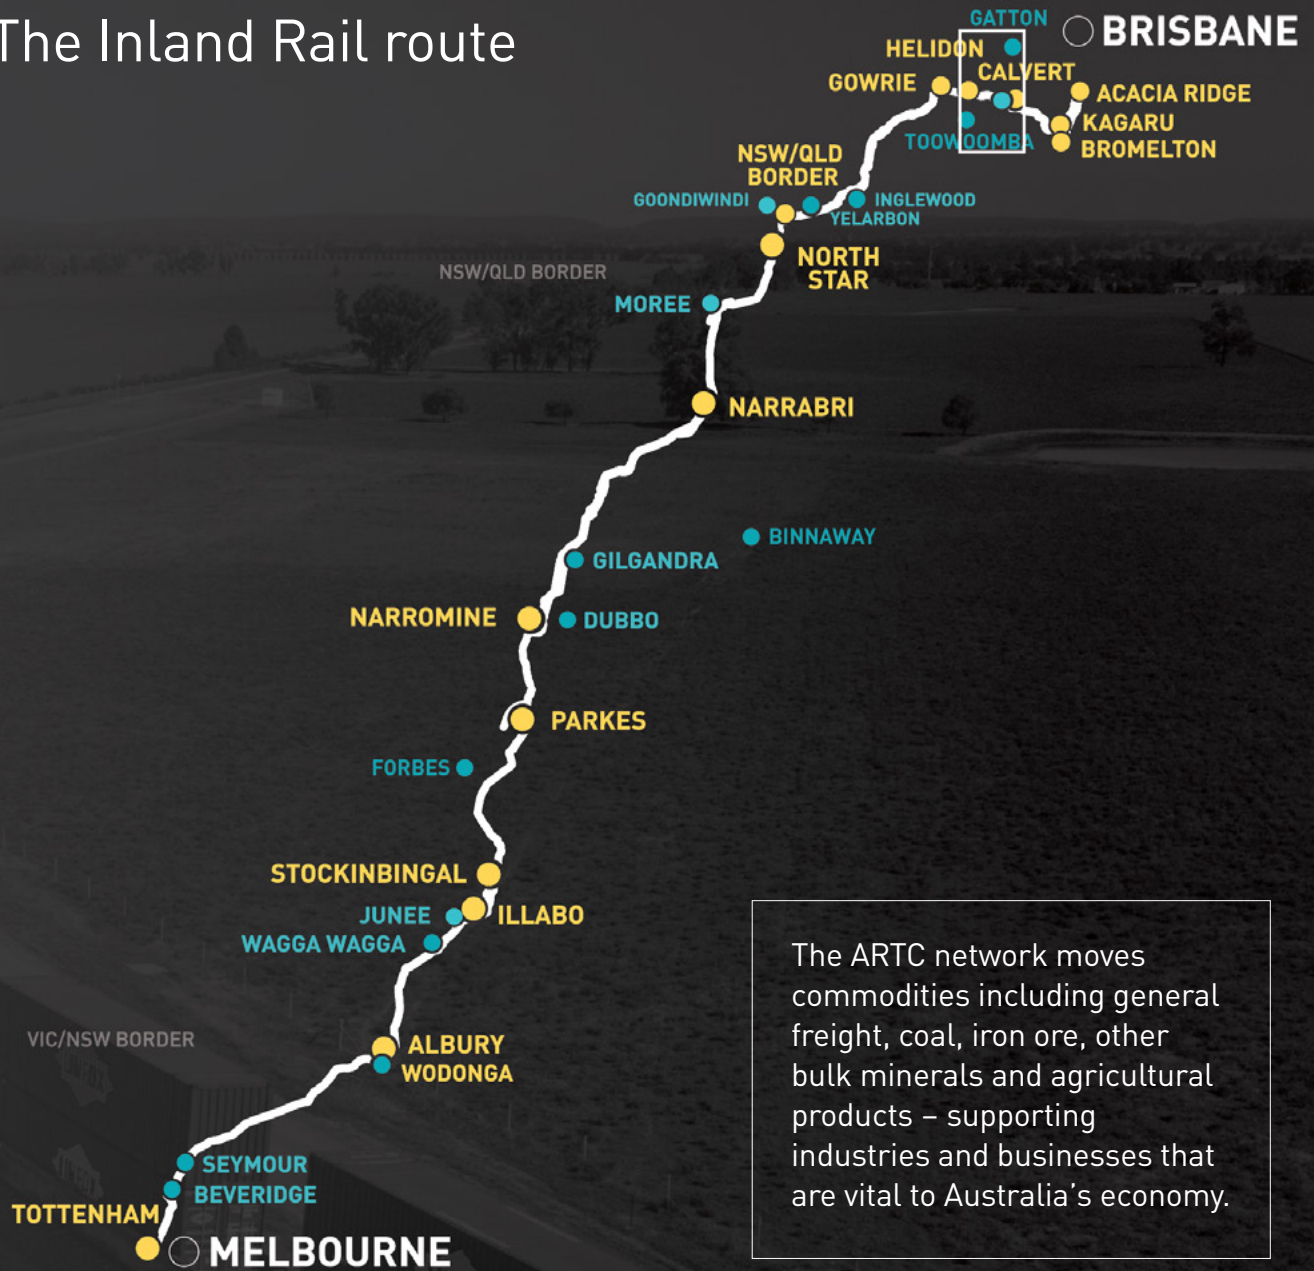 The Inland Rail route
GATTON
BRISBANE
HELIDON
CALVERT
GOWRIE
ACACIA RIDGE
KAGARU
TOOWOOMBA
BROMELTON
NSW/QLD
BORDER
GOONDIWINDI
INGLEWOOD
YELARBON
NORTH
STAR
NSW/QLD BORDER
MOREE
NARRABRI
BINNAWAY
GILGANDRA
NARROMINE
DUBBO
PARKES
FORBES
STOCKINBINGAL
JUNEE
ILLABO
WAGGA WAGGA
VIC/NSW BORDER
ALBURY
WODONGA
SEYMOUR
BEVERIDGE
TOTTENHAM
MELBOURNE
The ARTC network moves
commodities including general
freight, coal, iron ore, other
bulk minerals and agricultural
products – supporting
industries and businesses that
are vital to Australia's economy.